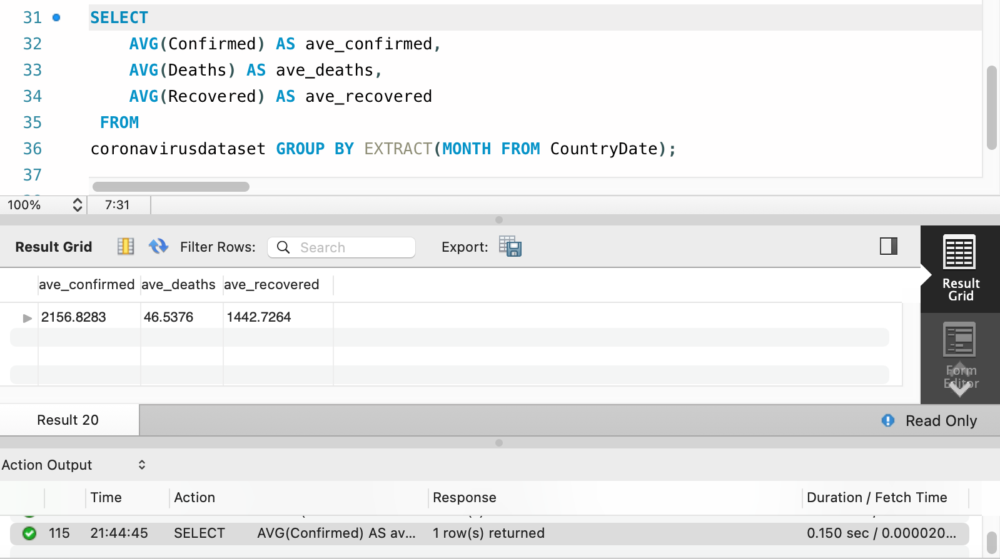 31 SELECT
32 AVG(Confirmed) AS ave_confirmed,
33 AVG(Deaths) AS ave_deaths,
34 AVG(Recovered) AS ave_recovered
35 FROM
36 coronavirusdataset GROUP BY EXTRACT(MONTH FROM CountryDate);
37
100% 7:31
Result Grid Filter Rows: Search Export:
Result
Grid
ave_confirmed ave_deaths ave_recovered
2156.8283 46.5376 1442.7264
Form
Editor
Result 20 Read Only
Action Output
Time Action Response Duration / Fetch Time
115 21:44:45 SELECT AVG(Confirmed) AS av... 1 row(s) returned 0.150 sec / 0.000020...